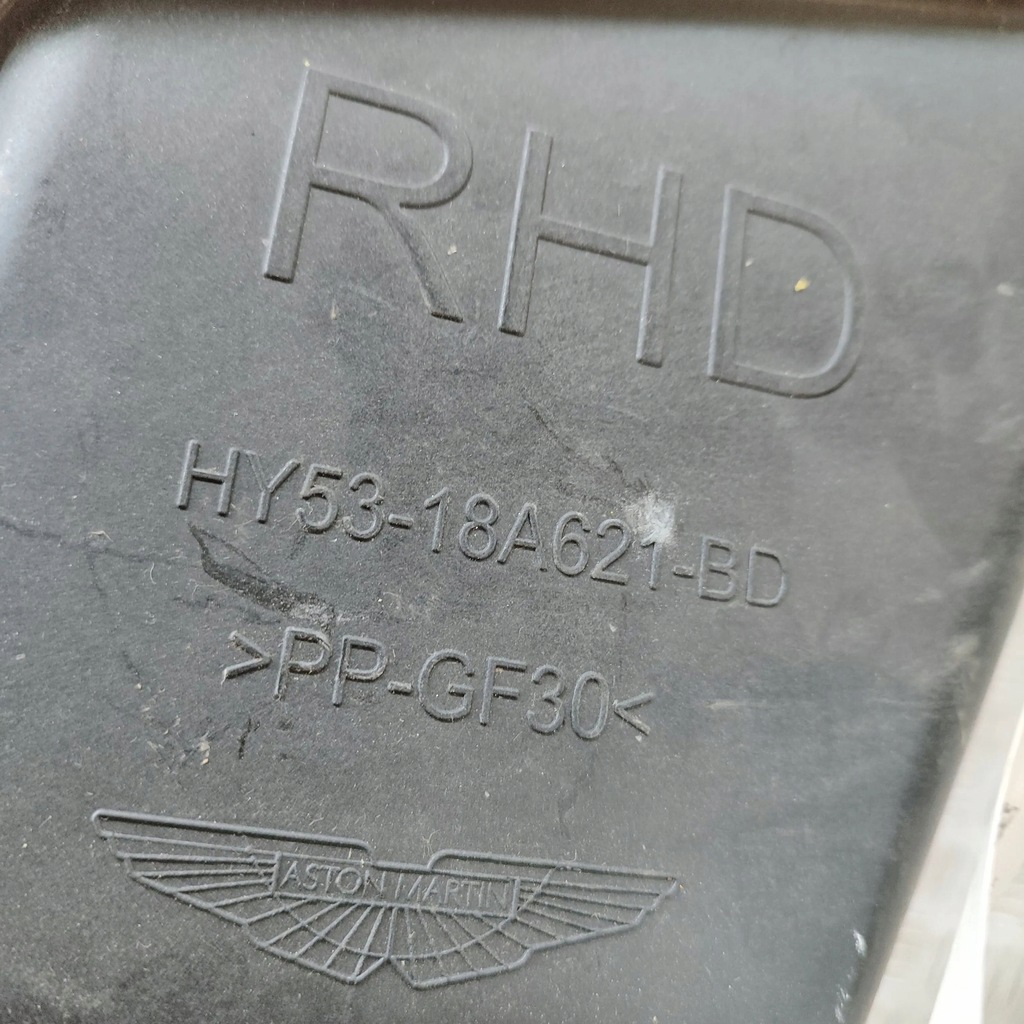 RHD
HY53-18A621-BD
>PP-GF30<
ASTON MARTIN